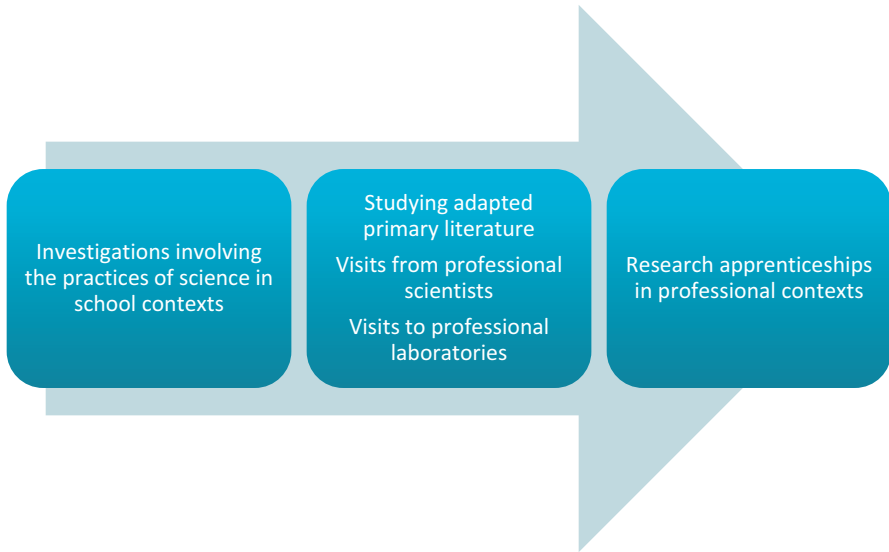 Investigations involving
the practices of science in
school contexts
Studying adapted
primary literature
Visits from professional
scientists
Visits to professional
laboratories
Research apprenticeships
in professional contexts